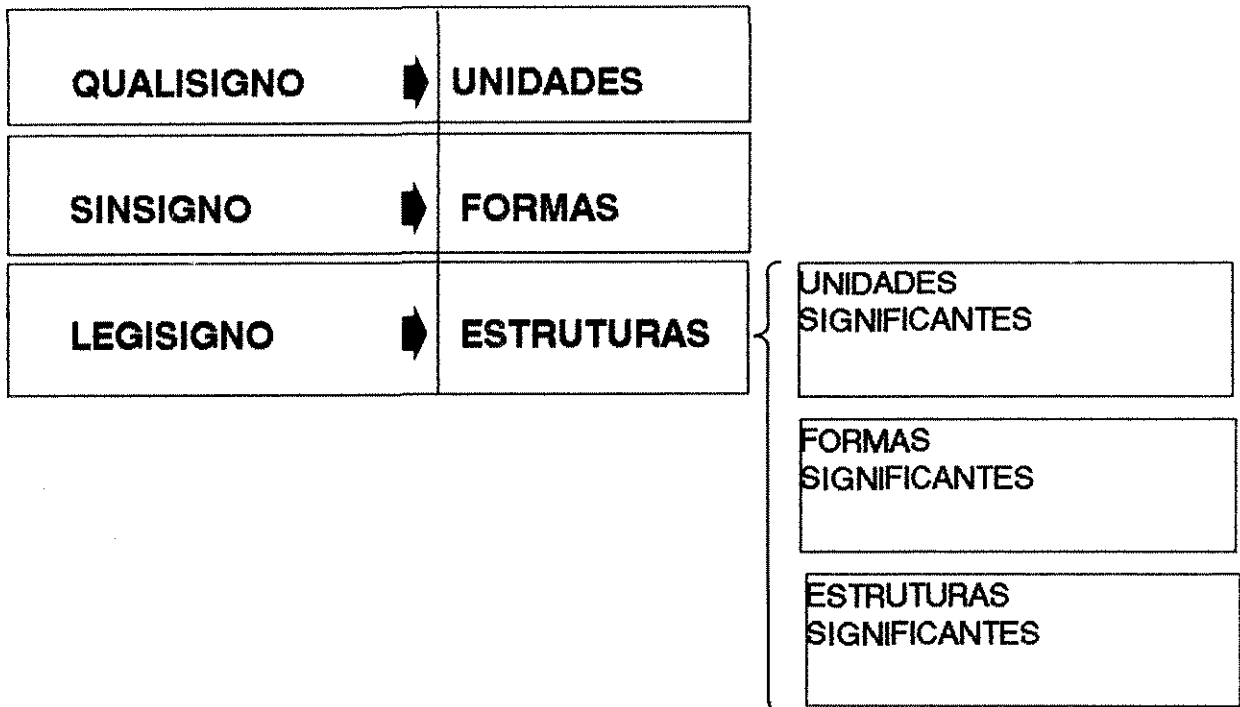 QUALISIGNO UNIDADES
SINSIGNO FORMAS
LEGISIGNO ESTRUTURAS
UNIDADES
SIGNIFICANTES
FORMAS
SIGNIFICANTES
ESTRUTURAS
SIGNIFICANTES